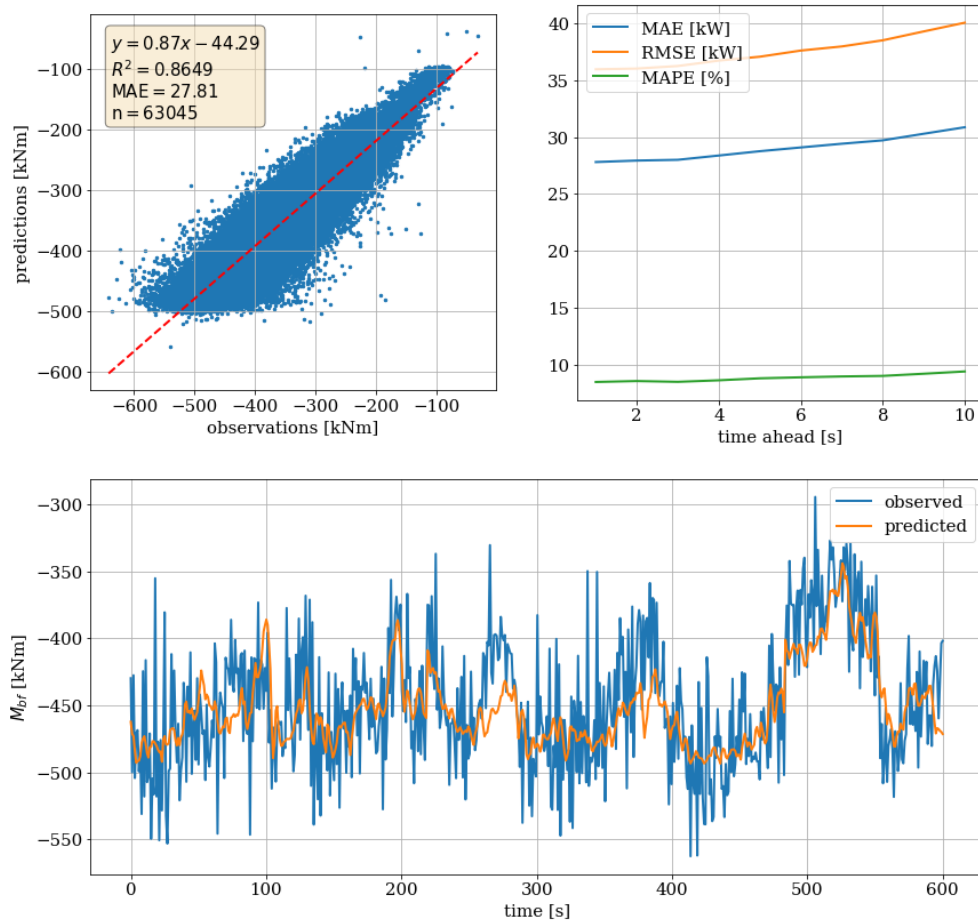 y = 0.87x − 44.29
R² = 0.8649
MAE = 27.81
n = 63045
predictions [kNm]
−100
−200
−300
−400
−500
−600
−600 −500 −400 −300 −200 −100
observations [kNm]
MAE [kW]
RMSE [kW]
MAPE [%]
40
35
30
25
20
15
10
2 4 6 8 10
time ahead [s]
observed
predicted
M_bf [kNm]
−300
−350
−400
−450
−500
−550
0 100 200 300 400 500 600
time [s]